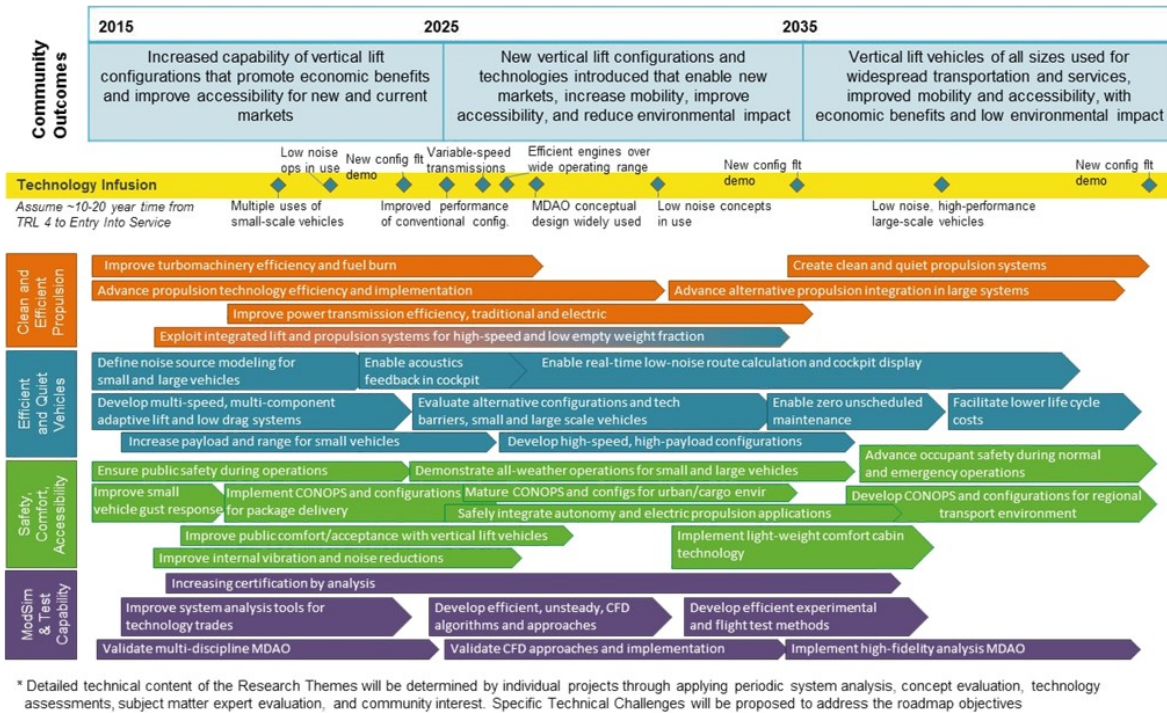 2015
2025
2035
Community
Outcomes
Increased capability of vertical lift
configurations that promote economic benefits
and improve accessibility for new and current
markets
New vertical lift configurations and
technologies introduced that enable new
markets, increase mobility, improve
accessibility, and reduce environmental impact
Vertical lift vehicles of all sizes used for
widespread transportation and services,
improved mobility and accessibility, with
economic benefits and low environmental impact
Low noise
ops in use
New config flt
demo
Variable-speed
transmissions
Efficient engines over
wide operating range
New config flt
demo
New config flt
demo
Technology Infusion
Assume ~10-20 year time from
TRL 4 to Entry Into Service
Multiple uses of
small-scale vehicles
Improved performance
of conventional config.
MDAO conceptual
design widely used
Low noise concepts
in use
Low noise, high-performance
large-scale vehicles
Clean and
Efficient
Propulsion
Improve turbomachinery efficiency and fuel burn
Create clean and quiet propulsion systems
Advance propulsion technology efficiency and implementation
Advance alternative propulsion integration in large systems
Improve power transmission efficiency, traditional and electric
Exploit integrated lift and propulsion systems for high-speed and low empty weight fraction
Efficient
and Quiet
Vehicles
Define noise source modeling for
small and large vehicles
Enable acoustics
feedback in cockpit
Enable real-time low-noise route calculation and cockpit display
Develop multi-speed, multi-component
adaptive lift and low drag systems
Evaluate alternative configurations and tech
barriers, small and large scale vehicles
Enable zero unscheduled
maintenance
Facilitate lower life cycle
costs
Increase payload and range for small vehicles
Develop high-speed, high-payload configurations
Safety,
Comfort,
Accessibility
Ensure public safety during operations
Demonstrate all-weather operations for small and large vehicles
Advance occupant safety during normal
and emergency operations
Improve small
vehicle gust response
Implement CONOPS and configurations
for package delivery
Mature CONOPS and configs for urban/cargo envir
Safely integrate autonomy and electric propulsion applications
Develop CONOPS and configurations for regional
transport environment
Improve public comfort/acceptance with vertical lift vehicles
Improve internal vibration and noise reductions
Implement light-weight comfort cabin
technology
ModSim
& Test
Capability
Increasing certification by analysis
Improve system analysis tools for
technology trades
Develop efficient, unsteady, CFD
algorithms and approaches
Develop efficient experimental
and flight test methods
Validate multi-discipline MDAO
Validate CFD approaches and implementation
Implement high-fidelity analysis MDAO
* Detailed technical content of the Research Themes will be determined by individual projects through applying periodic system analysis, concept evaluation, technology
assessments, subject matter expert evaluation, and community interest. Specific Technical Challenges will be proposed to address the roadmap objectives